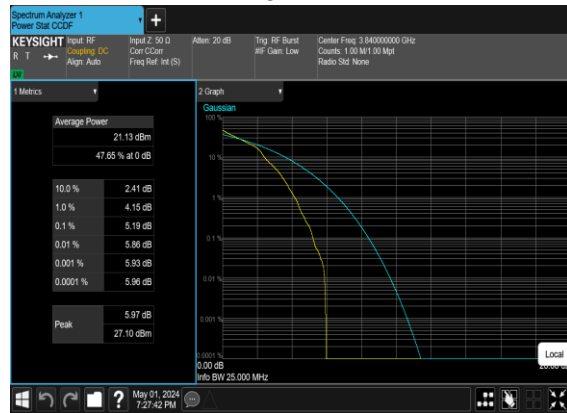 Spectrum Analyzer 1
Power Stat CCDF
+
KEYSIGHT
R T
LW
Input: RF
Coupling: DC
Align: Auto
Input Z: 50 Ω
Corr CCorr
Freq Ref: Int (S)
Atten: 20 dB
Trig: RF Burst
#IF Gain: Low
Center Freq: 3.840000000 GHz
Counts: 1.00 M/1.00 Mpt
Radio Std: None
1 Metrics
Average Power
21.13 dBm
47.65 % at 0 dB
10.0 % 2.41 dB
1.0 % 4.15 dB
0.1 % 5.19 dB
0.01 % 5.86 dB
0.001 % 5.93 dB
0.0001 % 5.96 dB
Peak
5.97 dB
27.10 dBm
2 Graph
Gaussian
100 %
10 %
1 %
0.1 %
0.01 %
0.001 %
0.0001 %
0.00 dB
Info BW 25.000 MHz
Local
?
May 01, 2024
7:27:42 PM